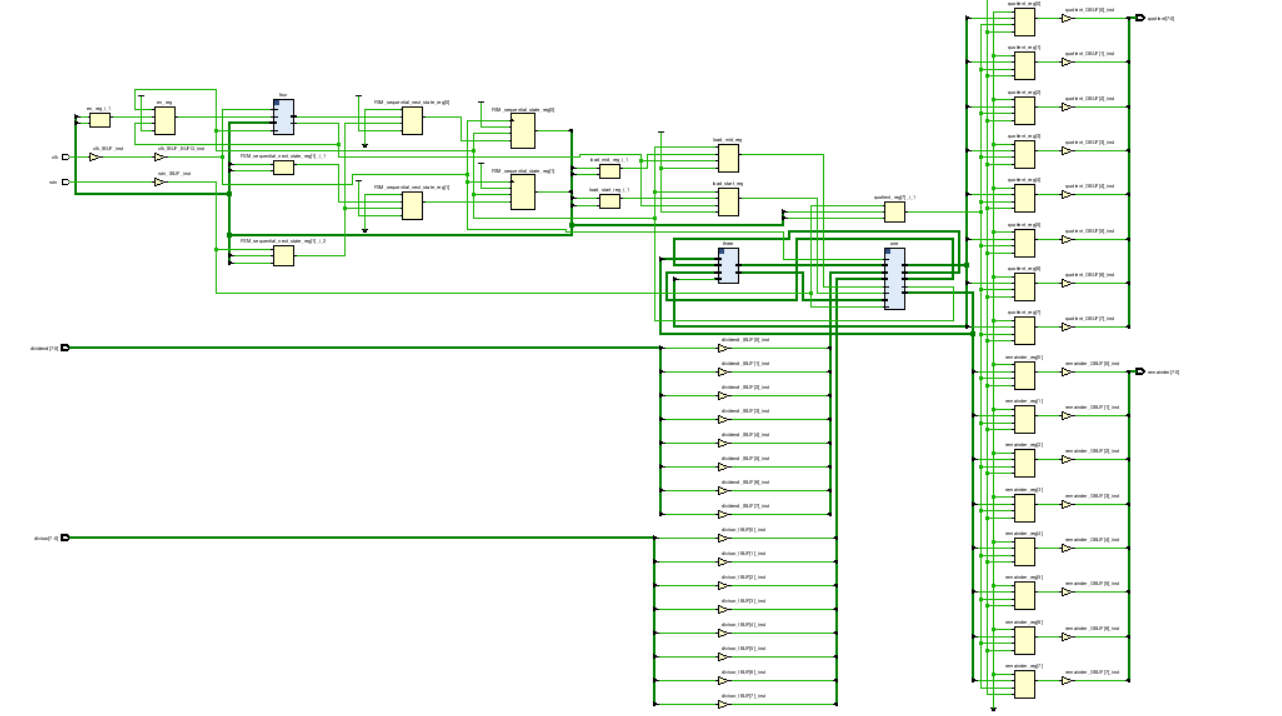 en_reg_i_1
en_reg
four
clk
clk_IBUF_inst
clk_IBUF_BUFG_inst
rstn_IBUF_inst
FSM_sequential_next_state_reg[1]_i_1
FSM_sequential_next_state_reg[1]_i_2
FSM_sequential_next_state_reg[0]
FSM_sequential_next_state_reg[1]
FSM_sequential_state_reg[0]
FSM_sequential_state_reg[1]
load_mid_reg_i_1
load_start_reg_i_1
load_mid_reg
load_start_reg
quotient_reg[7]_i_1
three
dividend[7:0]
dividend_IBUF[0]_inst
dividend_IBUF[1]_inst
dividend_IBUF[2]_inst
dividend_IBUF[3]_inst
dividend_IBUF[4]_inst
dividend_IBUF[5]_inst
dividend_IBUF[6]_inst
dividend_IBUF[7]_inst
divisor[7:0]
divisor_IBUF[0]_inst
divisor_IBUF[1]_inst
divisor_IBUF[2]_inst
divisor_IBUF[3]_inst
divisor_IBUF[4]_inst
divisor_IBUF[5]_inst
divisor_IBUF[6]_inst
divisor_IBUF[7]_inst
quotient_reg[0]
quotient_OBUF[0]_inst
quotient[7:0]
quotient_reg[1]
quotient_OBUF[1]_inst
quotient_reg[2]
quotient_OBUF[2]_inst
quotient_reg[3]
quotient_OBUF[3]_inst
quotient_reg[4]
quotient_OBUF[4]_inst
quotient_reg[5]
quotient_OBUF[5]_inst
quotient_reg[6]
quotient_OBUF[6]_inst
quotient_reg[7]
quotient_OBUF[7]_inst
remainder_reg[0]
remainder_OBUF[0]_inst
remainder[7:0]
remainder_reg[1]
remainder_OBUF[1]_inst
remainder_reg[2]
remainder_OBUF[2]_inst
remainder_reg[3]
remainder_OBUF[3]_inst
remainder_reg[4]
remainder_OBUF[4]_inst
remainder_reg[5]
remainder_OBUF[5]_inst
remainder_reg[6]
remainder_OBUF[6]_inst
remainder_reg[7]
remainder_OBUF[7]_inst